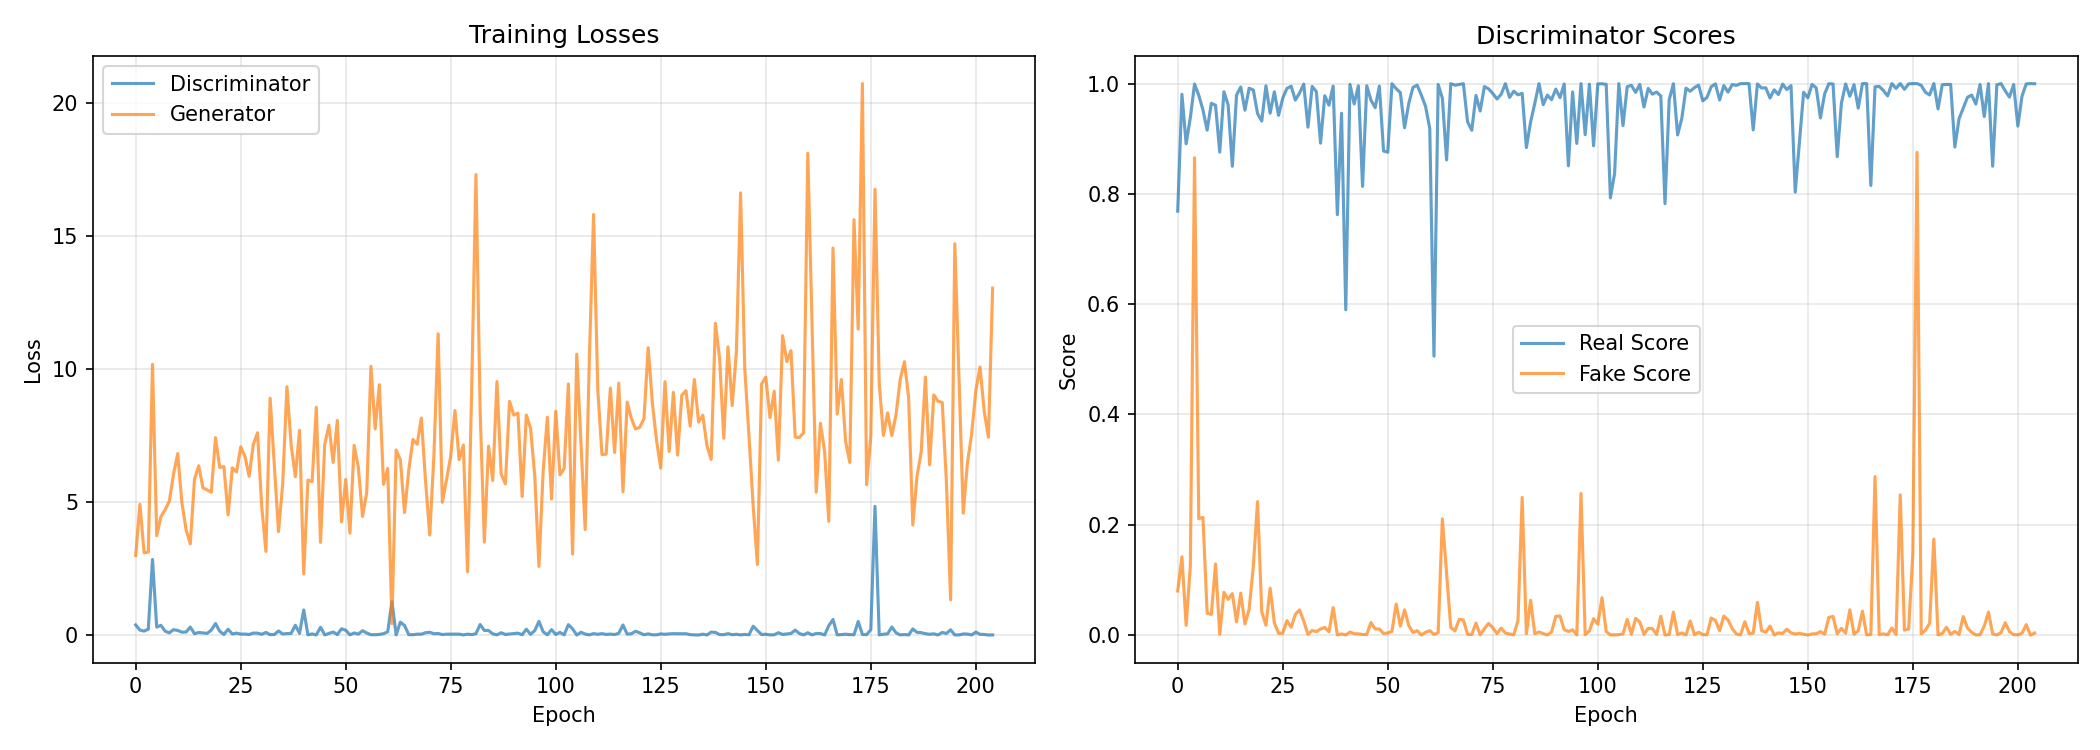 Training Losses
Discriminator
Generator
Loss
20
15
10
5
0
0 25 50 75 100 125 150 175 200
Epoch
Discriminator Scores
Real Score
Fake Score
Score
1.0
0.8
0.6
0.4
0.2
0.0
0 25 50 75 100 125 150 175 200
Epoch